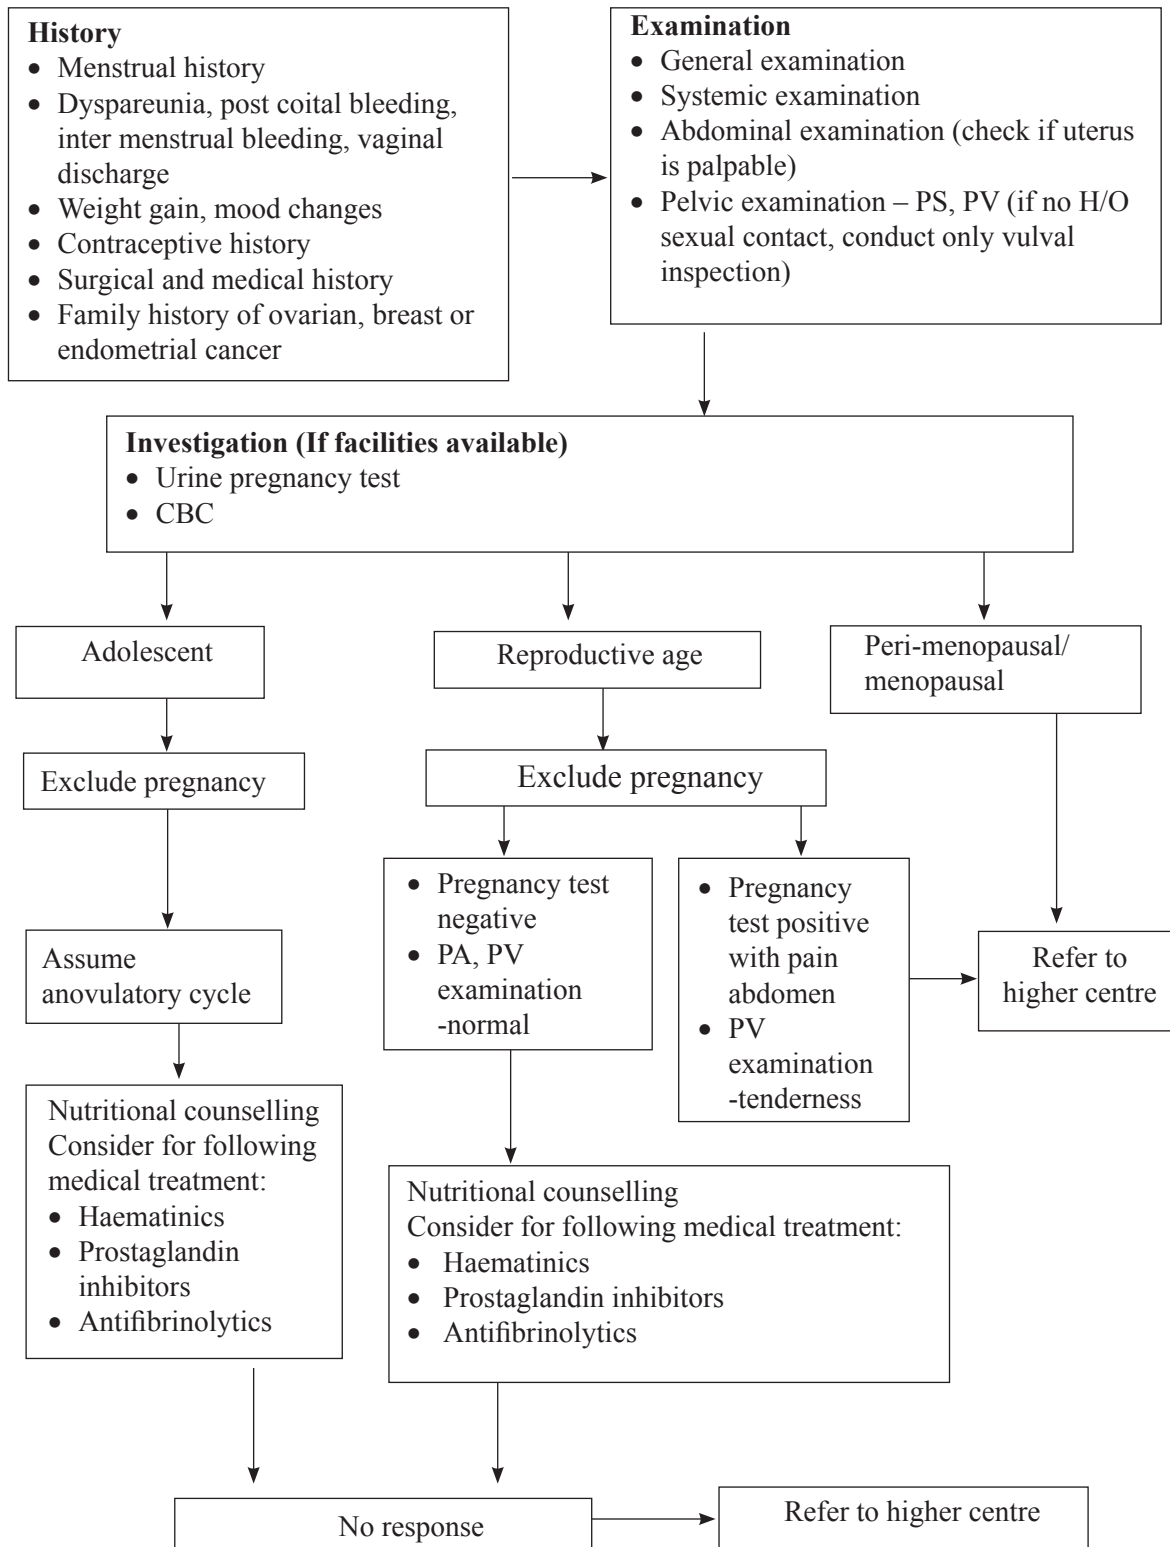 History
• Menstrual history
• Dyspareunia, post coital bleeding,
inter menstrual bleeding, vaginal
discharge
• Weight gain, mood changes
• Contraceptive history
• Surgical and medical history
• Family history of ovarian, breast or
endometrial cancer
Examination
• General examination
• Systemic examination
• Abdominal examination (check if uterus
is palpable)
• Pelvic examination – PS, PV (if no H/O
sexual contact, conduct only vulval
inspection)
Investigation (If facilities available)
• Urine pregnancy test
• CBC
Adolescent
Reproductive age
Peri-menopausal/
menopausal
Exclude pregnancy
Exclude pregnancy
Assume
anovulatory cycle
• Pregnancy test
negative
• PA, PV
examination
-normal
• Pregnancy
test positive
with pain
abdomen
• PV
examination
-tenderness
Refer to
higher centre
Nutritional counselling
Consider for following
medical treatment:
• Haematinics
• Prostaglandin
inhibitors
• Antifibrinolytics
Nutritional counselling
Consider for following medical treatment:
• Haematinics
• Prostaglandin inhibitors
• Antifibrinolytics
No response
Refer to higher centre